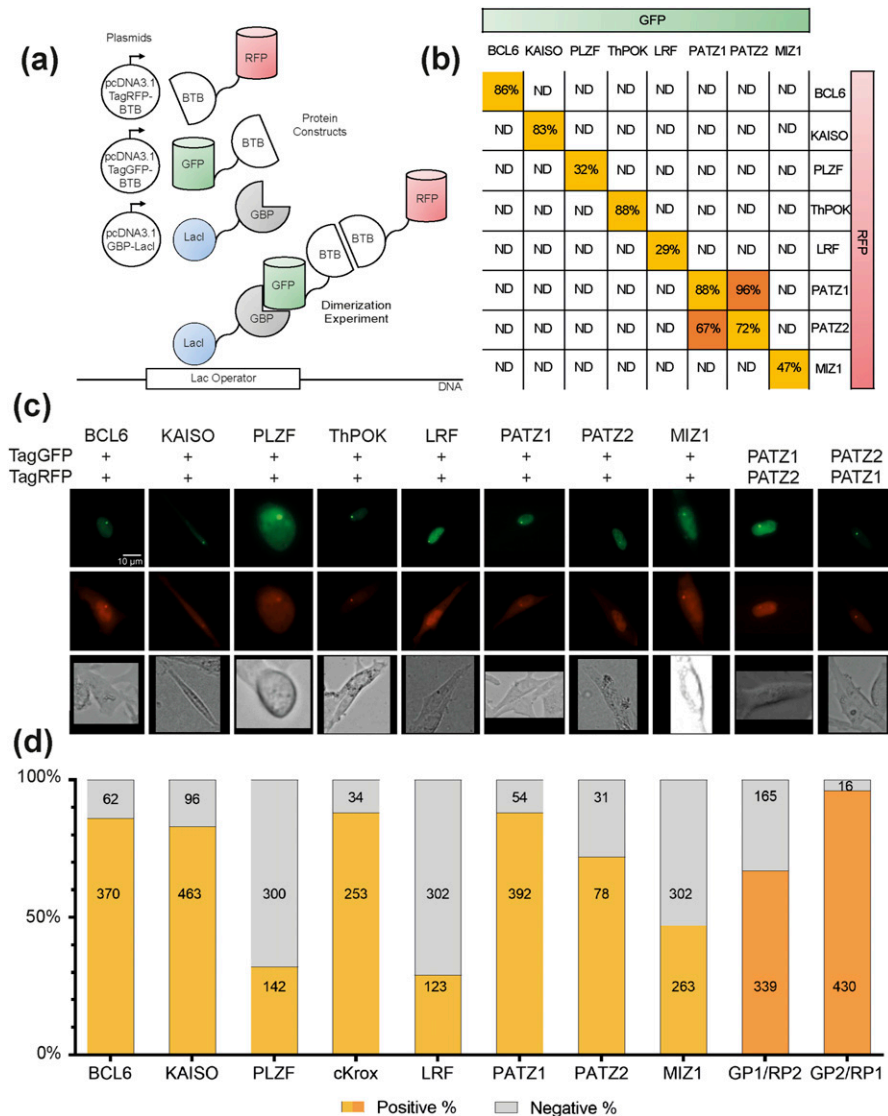 (a)
Plasmids
pcDNA3.1
TagRFP-
BTB
BTB
RFP
pcDNA3.1
TagGFP-
BTB
GFP
BTB
Protein
Constructs
pcDNA3.1
GBP-LacI
LacI
GBP
RFP
BTB
BTB
GFP
GBP
Dimerization
Experiment
LacI
Lac Operator
DNA
(b)
GFP
BCL6 KAISO PLZF ThPOK LRF PATZ1 PATZ2 MIZ1
86% ND ND ND ND ND ND ND BCL6
ND 83% ND ND ND ND ND ND KAISO
ND ND 32% ND ND ND ND ND PLZF
ND ND ND 88% ND ND ND ND ThPOK
ND ND ND ND 29% ND ND ND LRF
ND ND ND ND ND 88% 96% ND PATZ1
ND ND ND ND ND 67% 72% ND PATZ2
ND ND ND ND ND ND ND 47% MIZ1
RFP
(c)
BCL6 KAISO PLZF ThPOK LRF PATZ1 PATZ2 MIZ1
TagGFP + + + + + + + + PATZ1 PATZ2
TagRFP + + + + + + + + PATZ2 PATZ1
10 µm
(d)
100%
50%
0%
62 96 300 34 302 54 31 302 165 16
370 463 142 253 123 392 78 263 339 430
BCL6 KAISO PLZF cKrox LRF PATZ1 PATZ2 MIZ1 GP1/RP2 GP2/RP1
Positive % Negative %